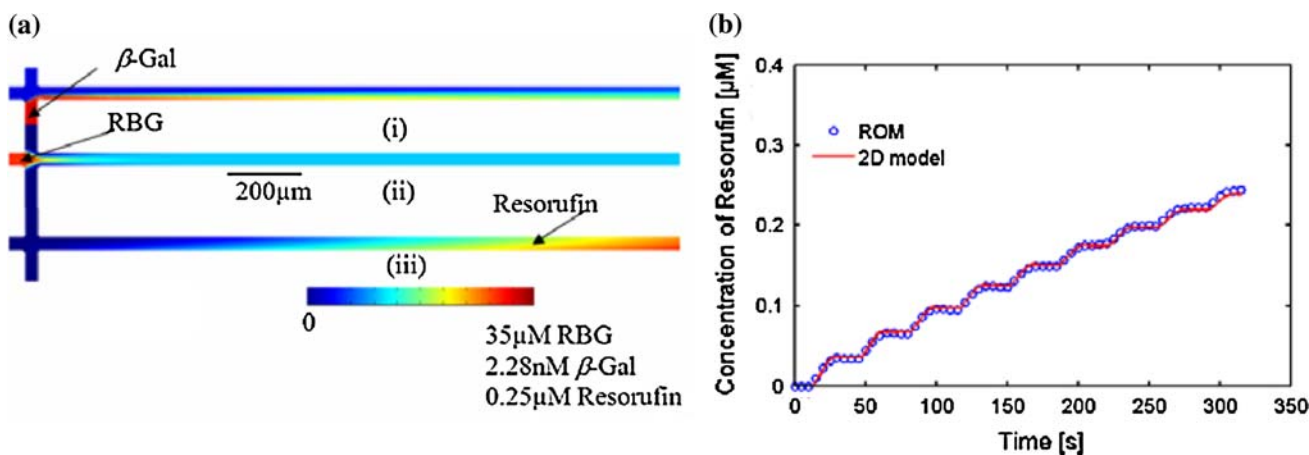 (a)
β-Gal
RBG
(i)
200μm
(ii)
Resorufin
(iii)
0
35μM RBG
2.28nM β-Gal
0.25μM Resorufin
(b)
Concentration of Resorufin [μM]
0.4
0.3
0.2
0.1
0
ROM
2D model
0 50 100 150 200 250 300 350
Time [s]